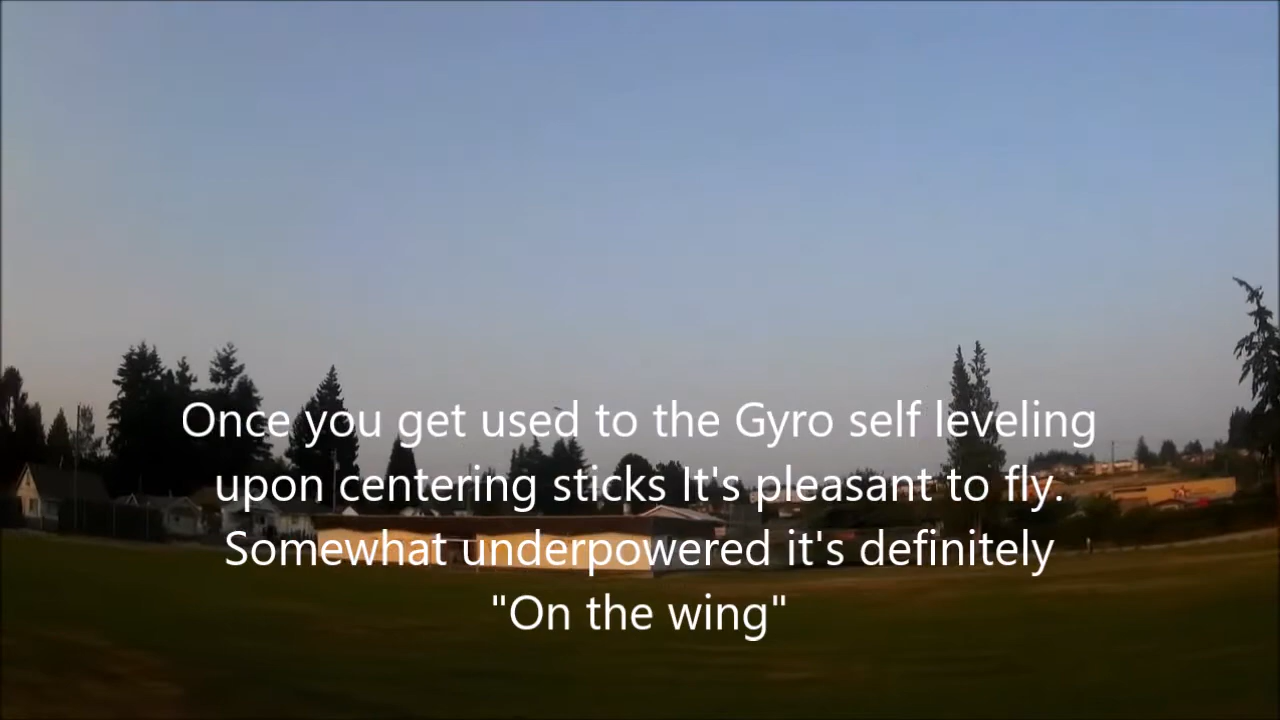 Once you get used to the Gyro self leveling
upon centering sticks It's pleasant to fly.
Somewhat underpowered it's definitely
"On the wing"